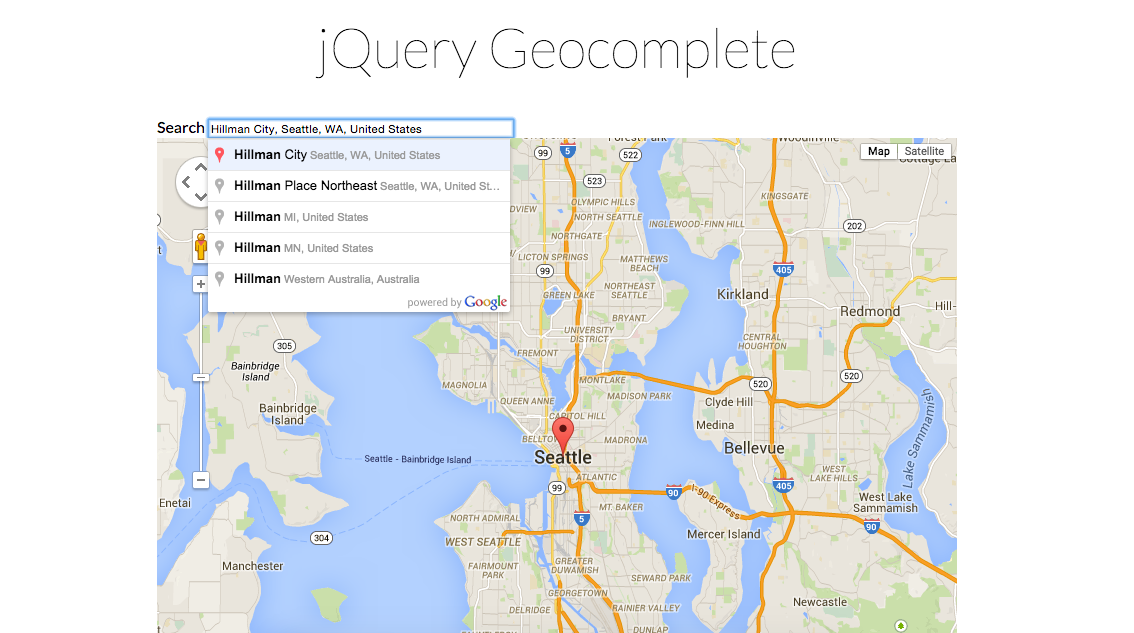 jQuery Geocomplete
Search Hillman City, Seattle, WA, United States
Hillman City Seattle, WA, United States
Hillman Place Northeast Seattle, WA, United St...
Hillman MI, United States
Hillman MN, United States
Hillman Western Australia, Australia
powered by Google
Map
Satellite
Forest Park
Woodinville
Cottage La
99
5
522
523
OLYMPIC HILLS
NORTH SEATTLE
NORTHGATE
INGLEWOOD-FINN HILL
KINGSGATE
202
LICTON SPRINGS
MATTHEWS
BEACH
405
99
GREEN LAKE
NORTHEAST
SEATTLE
Kirkland
Redmond
Hill-
BRYANT
UNIVERSITY
DISTRICT
CENTRAL
HOUGHTON
305
FREMONT
Bainbridge
Island
MAGNOLIA
MONTLAKE
520
520
QUEEN ANNE
MADISON PARK
Clyde Hill
Bainbridge
Island
CAPITOL HILL
Medina
BELLTOW
MADRONA
Bellevue
Seattle
Seattle - Bainbridge Island
Lake Sammamish
WEST
LAKE HILLS
ATLANTIC
99
90
I-90 Express
405
West Lake
Sammamish
Enetai
MT. BAKER
NORTH ADMIRAL
5
90
Mercer Island
304
WEST SEATTLE
Manchester
FAIRMOUNT
PARK
GREATER
DUWAMISH
SEWARD PARK
GEORGETOWN
Newcastle
DELRIDGE
RAINIER VALLEY